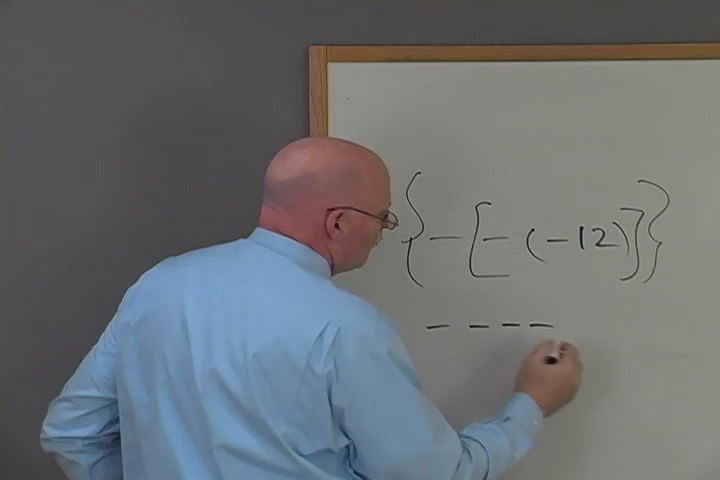 {-[-(-12)]}
- - - -